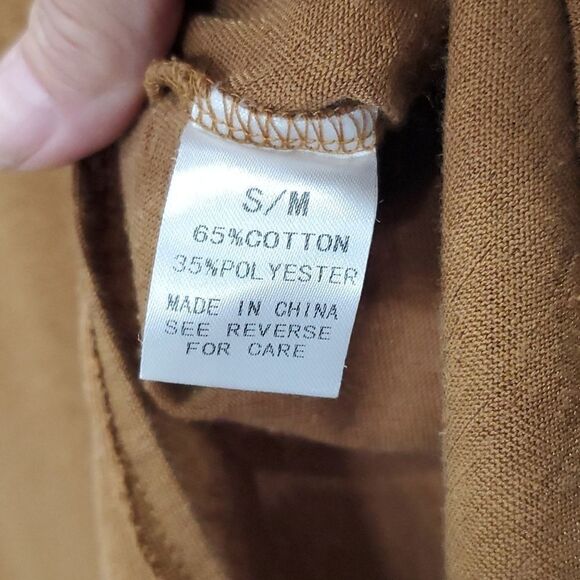 S/M
65%COTTON
35%POLYESTER
MADE IN CHINA
SEE REVERSE
FOR CARE